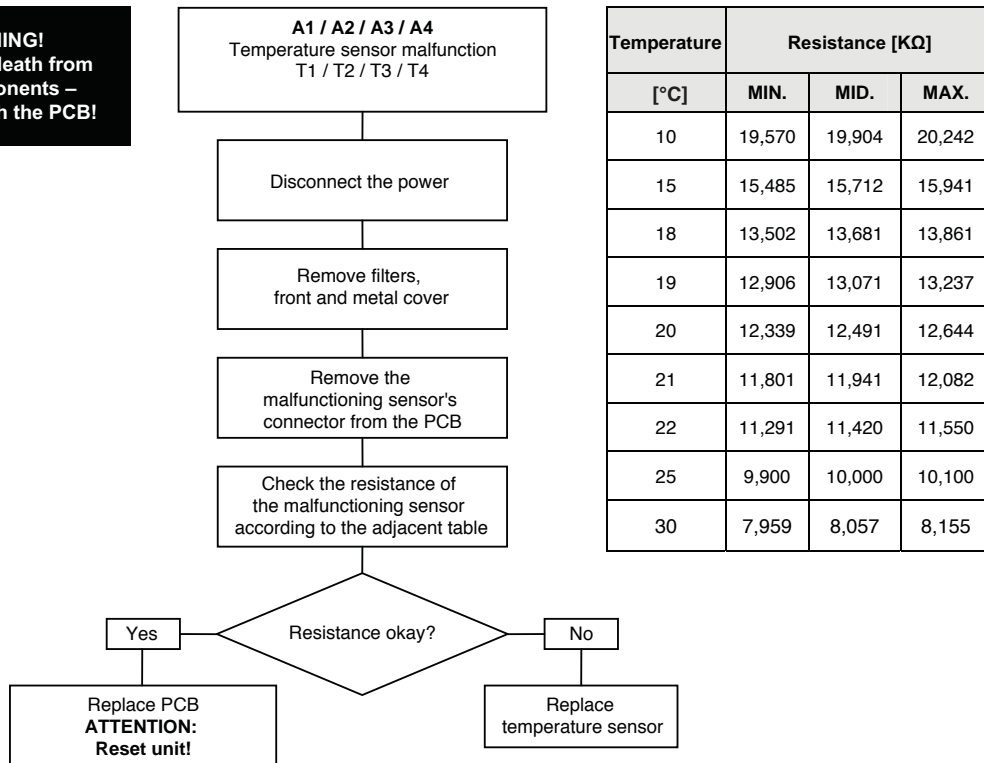 NING!
death from
onents –
h the PCB!
A1 / A2 / A3 / A4
Temperature sensor malfunction
T1 / T2 / T3 / T4
Disconnect the power
Remove filters,
front and metal cover
Remove the
malfunctioning sensor's
connector from the PCB
Check the resistance of
the malfunctioning sensor
according to the adjacent table
Resistance okay?
Yes
No
Replace PCB
ATTENTION:
Reset unit!
Replace
temperature sensor
Temperature Resistance [KΩ]
[°C] MIN. MID. MAX.
10 19,570 19,904 20,242
15 15,485 15,712 15,941
18 13,502 13,681 13,861
19 12,906 13,071 13,237
20 12,339 12,491 12,644
21 11,801 11,941 12,082
22 11,291 11,420 11,550
25 9,900 10,000 10,100
30 7,959 8,057 8,155